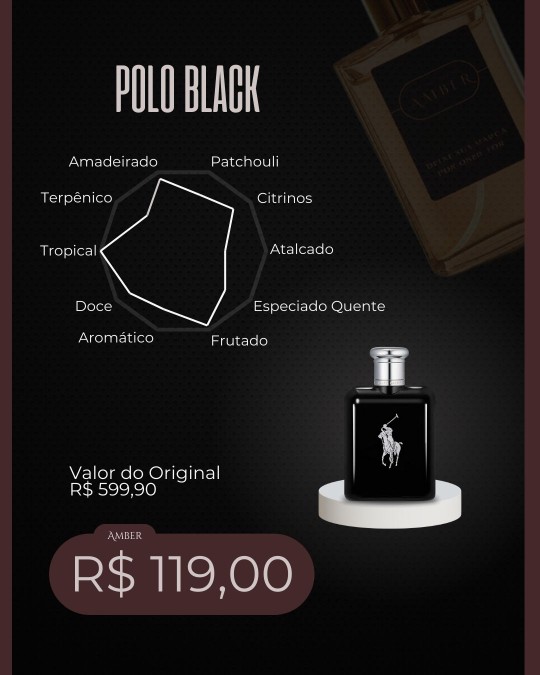 POLO BLACK
AMBER
Amadeirado
Patchouli
Terpênico
Citrinos
Tropical
Atalcado
Doce
Especiado Quente
Aromático
Frutado
Valor do Original
R$ 599,90
AMBER
R$ 119,00